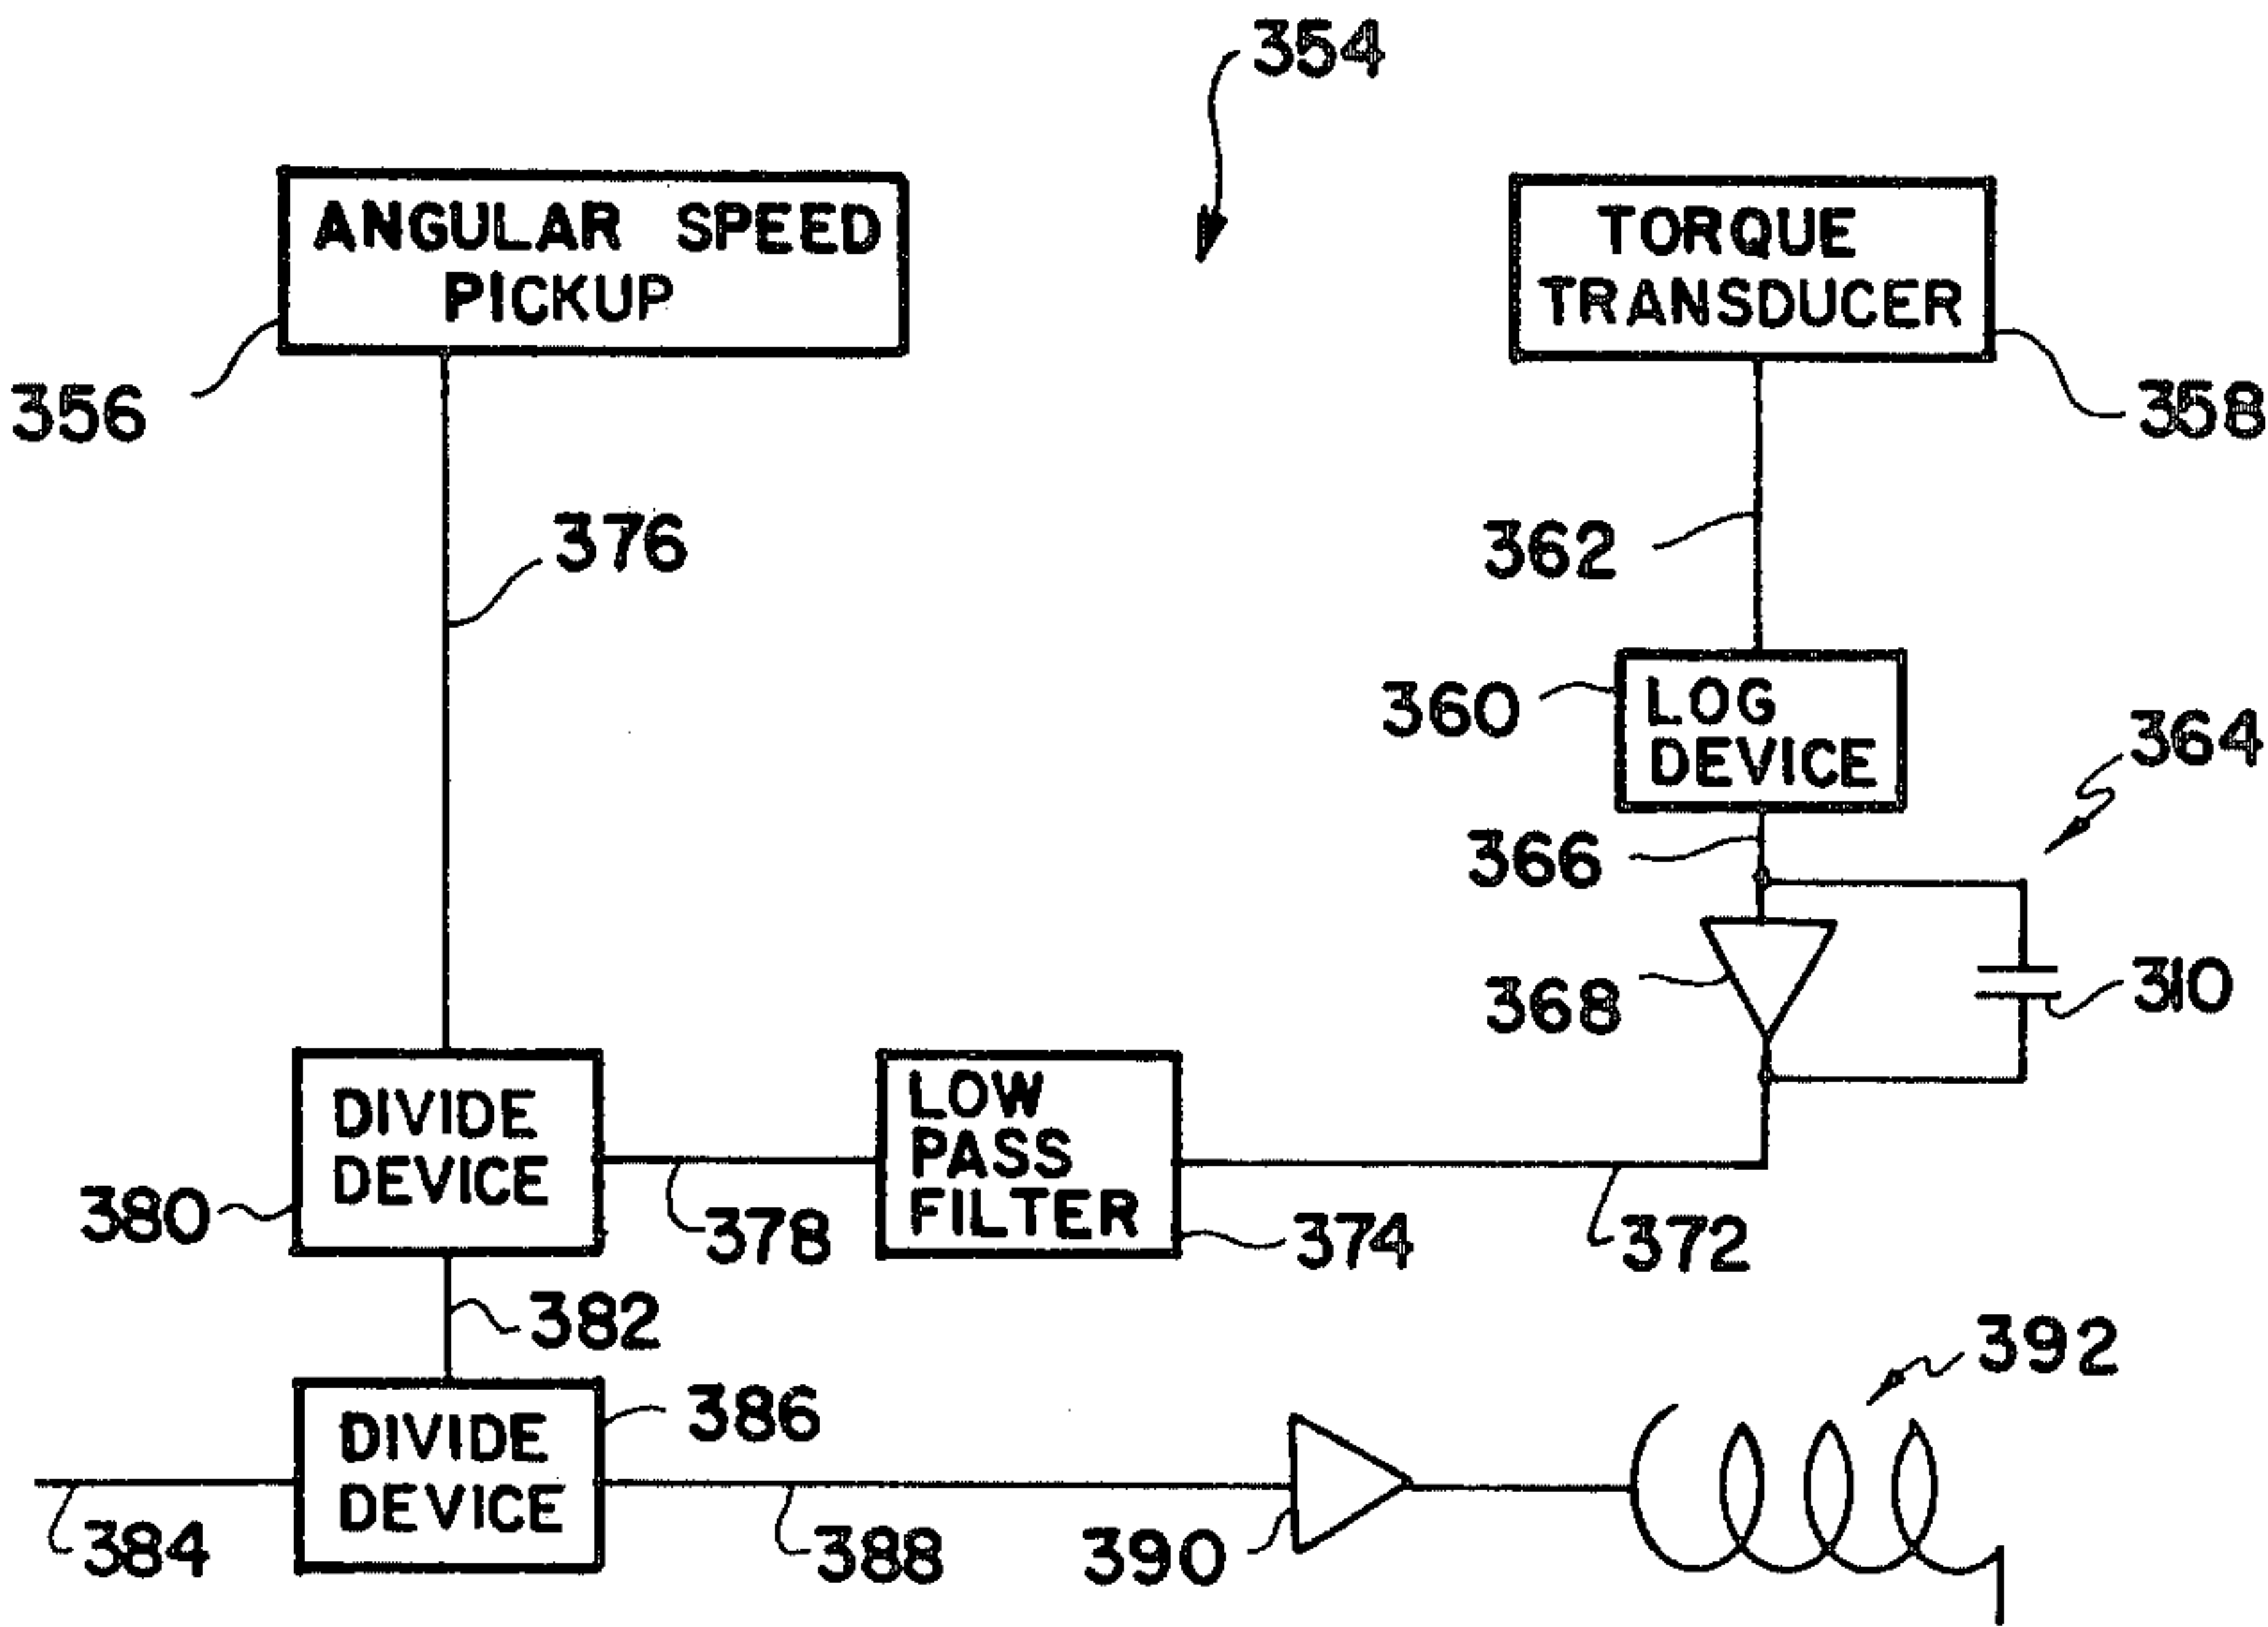 354
ANGULAR SPEED
PICKUP
TORQUE
TRANSDUCER
356
358
376
362
360
LOG
DEVICE
364
366
368
310
DIVIDE
DEVICE
LOW
PASS
FILTER
380
378
374
372
382
392
DIVIDE
DEVICE
386
384
388
390